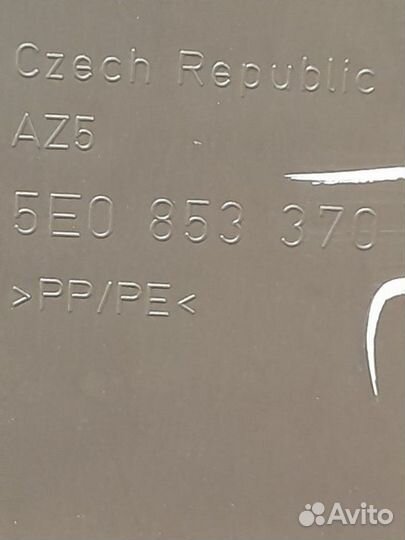 Czech Republic
AZ5
5E0 853 370
>PP/PE<
Avito